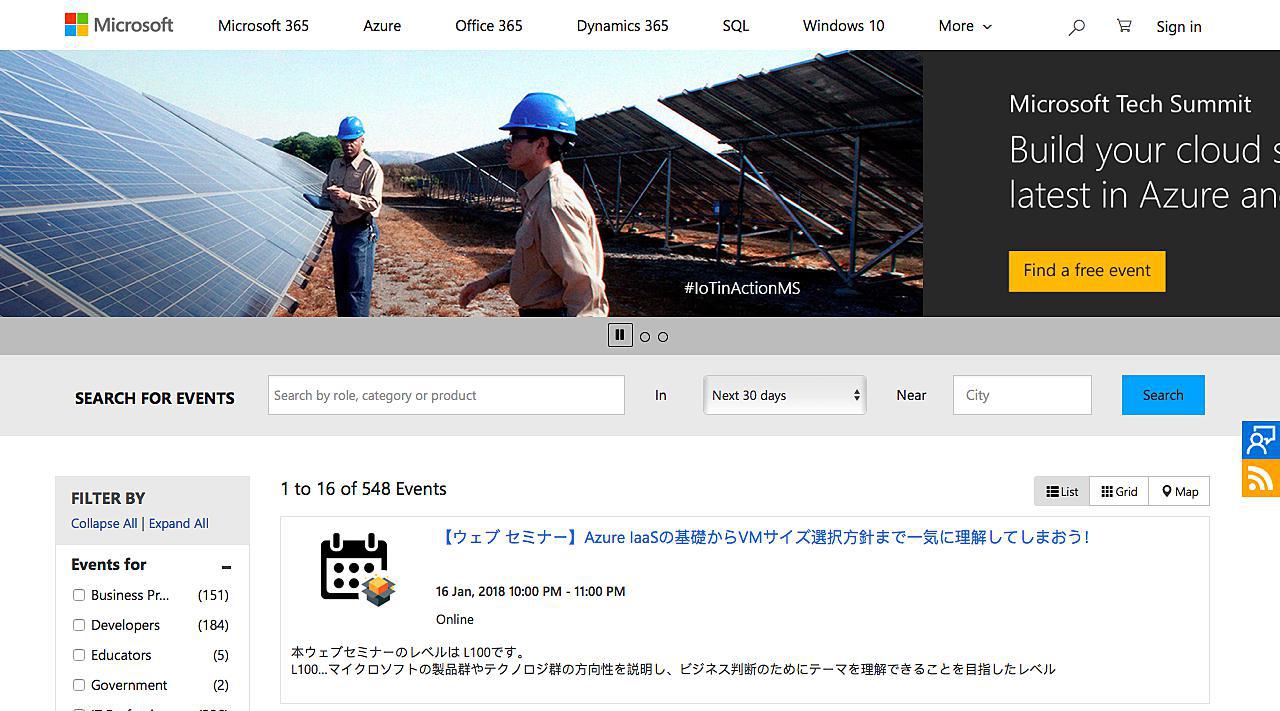 Microsoft
Microsoft 365
Azure
Office 365
Dynamics 365
SQL
Windows 10
More
Sign in
Microsoft Tech Summit
Build your cloud
latest in Azure
Find a free event
#IoTinActionMS
SEARCH FOR EVENTS
Search by role, category or product
In
Next 30 days
Near
City
Search
FILTER BY
Collapse All | Expand All
Events for
Business Pr... (151)
Developers (184)
Educators (5)
Government (2)
1 to 16 of 548 Events
List
Grid
Map
【ウェブ セミナー】Azure IaaSの基礎からVMサイズ選択方針まで一気に理解してしまおう!
16 Jan, 2018 10:00 PM - 11:00 PM
Online
本ウェブセミナーのレベルは L100です。
L100...マイクロソフトの製品群やテクノロジ群の方向性を説明し、ビジネス判断のためにテーマを理解できることを目指したレベル